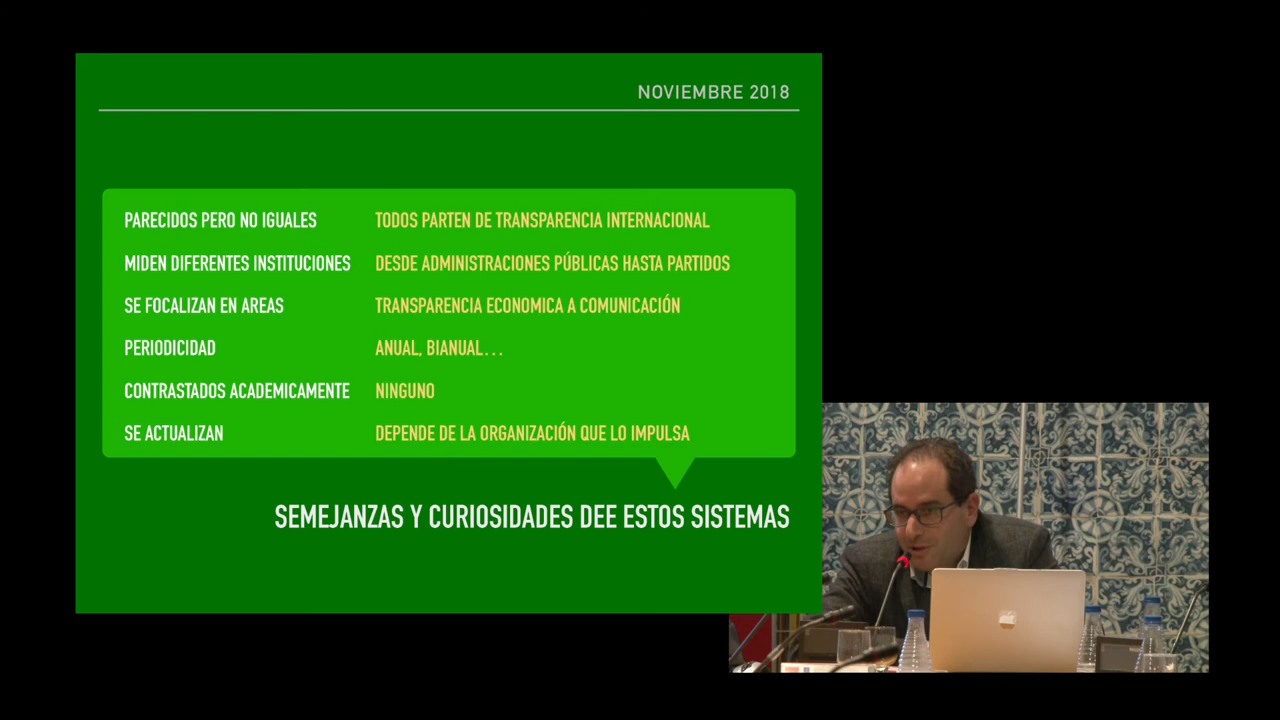 NOVIEMBRE 2018
PARECIDOS PERO NO IGUALES TODOS PARTEN DE TRANSPARENCIA INTERNACIONAL
MIDEN DIFERENTES INSTITUCIONES DESDE ADMINISTRACIONES PÚBLICAS HASTA PARTIDOS
SE FOCALIZAN EN AREAS TRANSPARENCIA ECONOMICA A COMUNICACIÓN
PERIODICIDAD ANUAL, BIANUAL...
CONTRASTADOS ACADEMICAMENTE NINGUNO
SE ACTUALIZAN DEPENDE DE LA ORGANIZACIÓN QUE LO IMPULSA
SEMEJANZAS Y CURIOSIDADES DEE ESTOS SISTEMAS